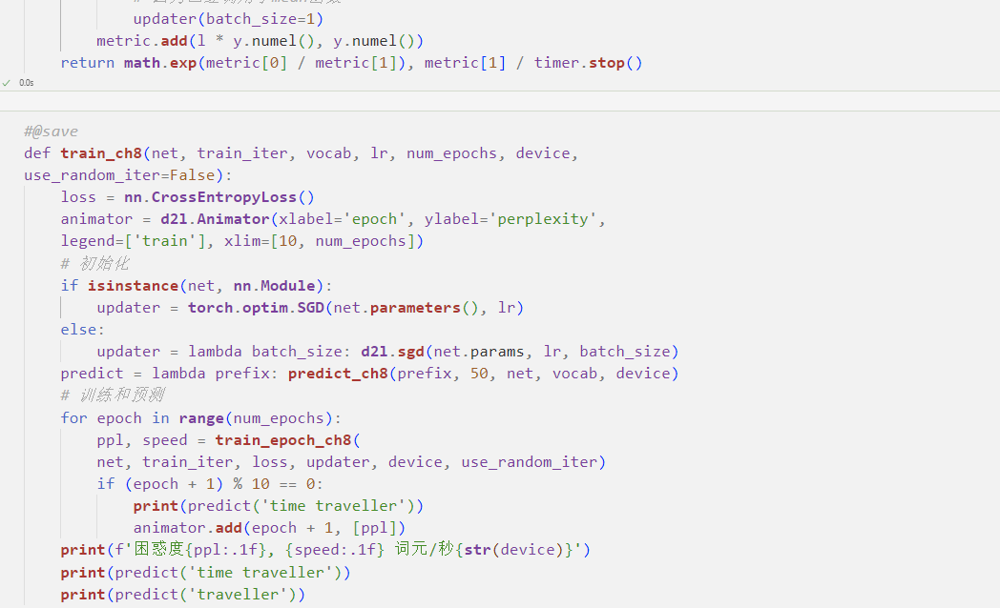 updater(batch_size=1)
metric.add(l * y.numel(), y.numel())
return math.exp(metric[0] / metric[1]), metric[1] / timer.stop()
0.0s
#@save
def train_ch8(net, train_iter, vocab, lr, num_epochs, device,
use_random_iter=False):
loss = nn.CrossEntropyLoss()
animator = d2l.Animator(xlabel='epoch', ylabel='perplexity',
legend=['train'], xlim=[10, num_epochs])
# 初始化
if isinstance(net, nn.Module):
updater = torch.optim.SGD(net.parameters(), lr)
else:
updater = lambda batch_size: d2l.sgd(net.params, lr, batch_size)
predict = lambda prefix: predict_ch8(prefix, 50, net, vocab, device)
# 训练和预测
for epoch in range(num_epochs):
ppl, speed = train_epoch_ch8(
net, train_iter, loss, updater, device, use_random_iter)
if (epoch + 1) % 10 == 0:
print(predict('time traveller'))
animator.add(epoch + 1, [ppl])
print(f'困惑度{ppl:.1f}, {speed:.1f} 词元/秒{str(device)}')
print(predict('time traveller'))
print(predict('traveller'))